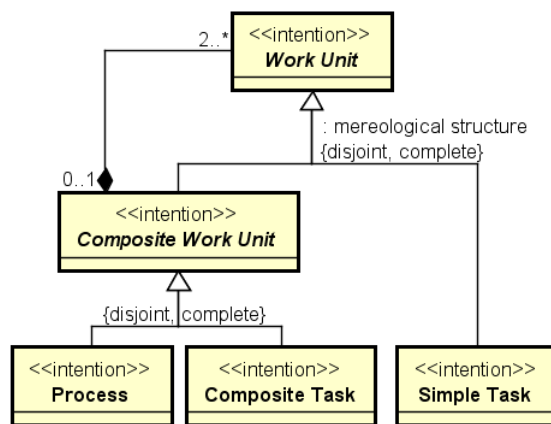 <<intention>>
2..*
Work Unit
: mereological structure
{disjoint, complete}
0..1
<<intention>>
Composite Work Unit
{disjoint, complete}
<<intention>>
Process
<<intention>>
Composite Task
<<intention>>
Simple Task